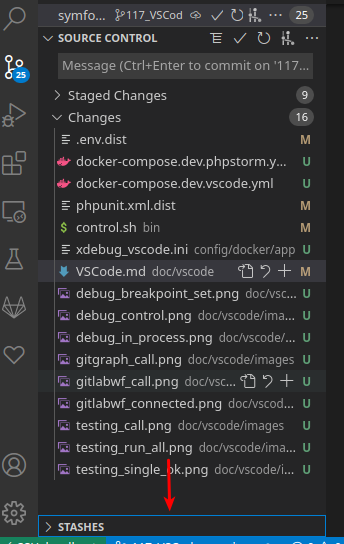 symfo... 117_VSCod 25
SOURCE CONTROL
Message (Ctrl+Enter to commit on '117...
Staged Changes 9
Changes 16
.env.dist M
docker-compose.dev.phpstorm.y... U
docker-compose.dev.vscode.yml U
phpunit.xml.dist M
$ control.sh bin M
xdebug_vscode.ini config/docker/app U
VSCode.md doc/vscode M
debug_breakpoint_set.png doc/vsc... U
debug_control.png doc/vscode/ima... U
debug_in_process.png doc/vscode/... U
gitgraph_call.png doc/vscode/images U
gitlabwf_call.png doc/vsc... U
gitlabwf_connected.png doc/vscod... U
testing_call.png doc/vscode/images U
testing_run_all.png doc/vscode/ima... U
testing_single_ok.png doc/vscode/i... U
25
STASHES